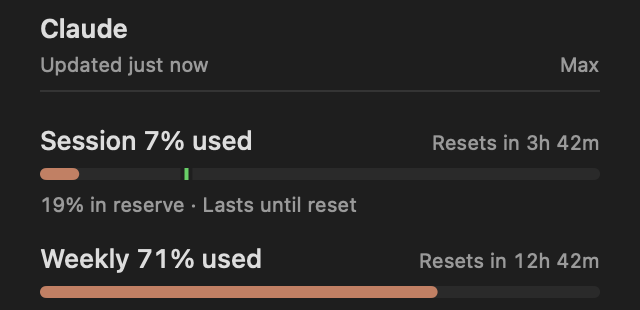 Claude
Updated just now Max
Session 7% used Resets in 3h 42m
19% in reserve · Lasts until reset
Weekly 71% used Resets in 12h 42m